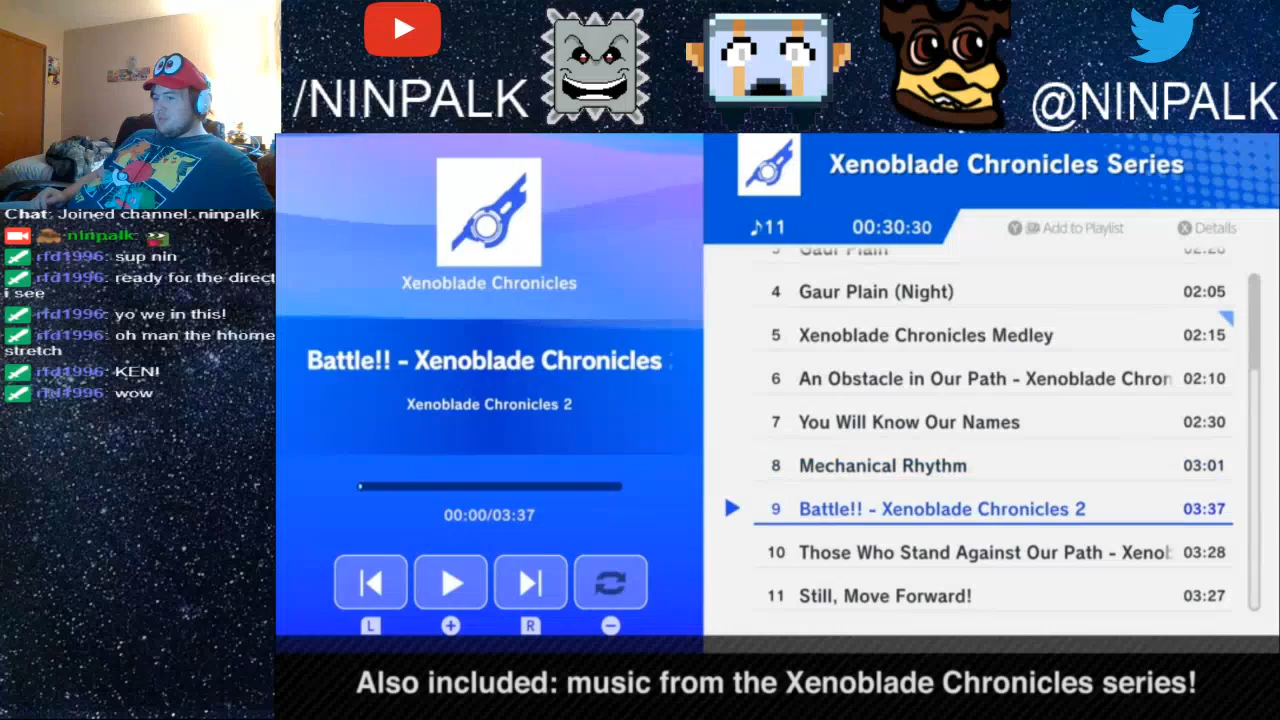 /NINPALK
@NINPALK
Chat: Joined channel: ninpalk.
ninpalk:
rfd1996: sup nin
rfd1996: ready for the direct
i see
rfd1996: yo we in this!
rfd1996: oh man the hhome
stretch
rfd1996: KEN!
rfd1996: wow
Xenoblade Chronicles
Battle!! - Xenoblade Chronicles
Xenoblade Chronicles 2
00:00/03:37
L + R −
Xenoblade Chronicles Series
♪11 00:30:30 Y Add to Playlist X Details
Gaur Plain
4 Gaur Plain (Night) 02:05
5 Xenoblade Chronicles Medley 02:15
6 An Obstacle in Our Path - Xenoblade Chron 02:10
7 You Will Know Our Names 02:30
8 Mechanical Rhythm 03:01
9 Battle!! - Xenoblade Chronicles 2 03:37
10 Those Who Stand Against Our Path - Xenob 03:28
11 Still, Move Forward! 03:27
Also included: music from the Xenoblade Chronicles series!